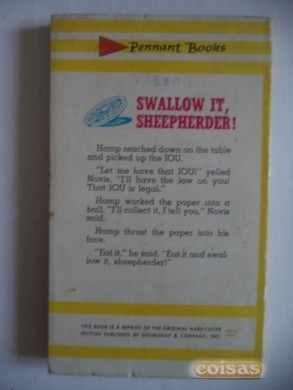 Pennant Books
SWALLOW IT,
SHEEPHERDER!
Hamp reached down on the table
and picked up the IOU.
"Let me have that IOU!" yelled
Novis. "I'll have the law on you!
That IOU is legal."
Hamp worked the paper into a
ball. "I'll collect it, I tell you," Novis
said.
Hamp thrust the paper into his
face.
"Eat it," he said. "Eat it and swal-
low it, sheepherder!"
THIS BOOK IS A REPRINT OF THE ORIGINAL HARD-COVER
EDITION PUBLISHED BY DOUBLEDAY & COMPANY, INC.
coisas